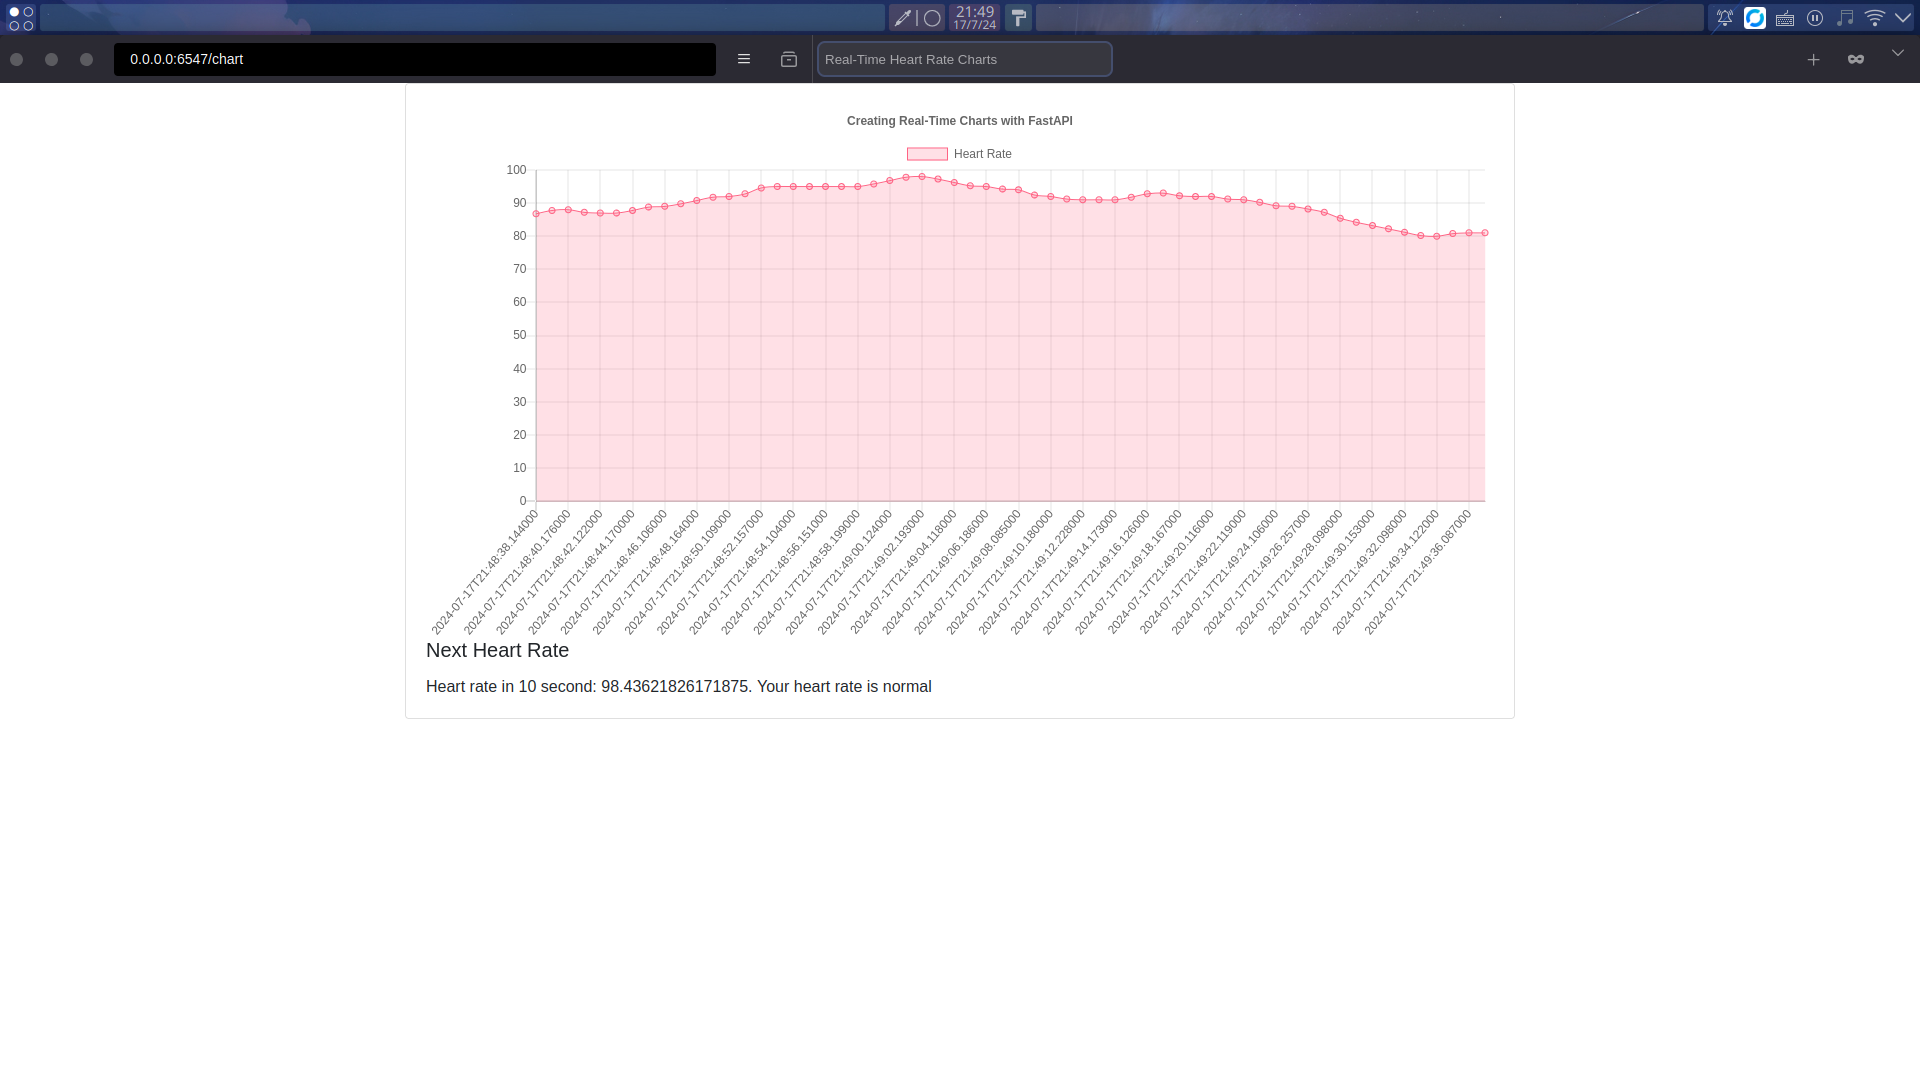 21:49
17/7/24
0.0.0.0:6547/chart
Real-Time Heart Rate Charts
Creating Real-Time Charts with FastAPI
Heart Rate
100
90
80
70
60
50
40
30
20
10
0
2024-07-17T21:48:38.144000
2024-07-17T21:48:40.176000
2024-07-17T21:48:42.122000
2024-07-17T21:48:44.170000
2024-07-17T21:48:46.106000
2024-07-17T21:48:48.164000
2024-07-17T21:48:50.109000
2024-07-17T21:48:52.157000
2024-07-17T21:48:54.104000
2024-07-17T21:48:56.151000
2024-07-17T21:48:58.199000
2024-07-17T21:49:00.124000
2024-07-17T21:49:02.193000
2024-07-17T21:49:04.118000
2024-07-17T21:49:06.186000
2024-07-17T21:49:08.085000
2024-07-17T21:49:10.180000
2024-07-17T21:49:12.228000
2024-07-17T21:49:14.173000
2024-07-17T21:49:16.126000
2024-07-17T21:49:18.167000
2024-07-17T21:49:20.116000
2024-07-17T21:49:22.119000
2024-07-17T21:49:24.106000
2024-07-17T21:49:26.257000
2024-07-17T21:49:28.098000
2024-07-17T21:49:30.153000
2024-07-17T21:49:32.098000
2024-07-17T21:49:34.122000
2024-07-17T21:49:36.087000
Next Heart Rate
Heart rate in 10 second: 98.43621826171875. Your heart rate is normal